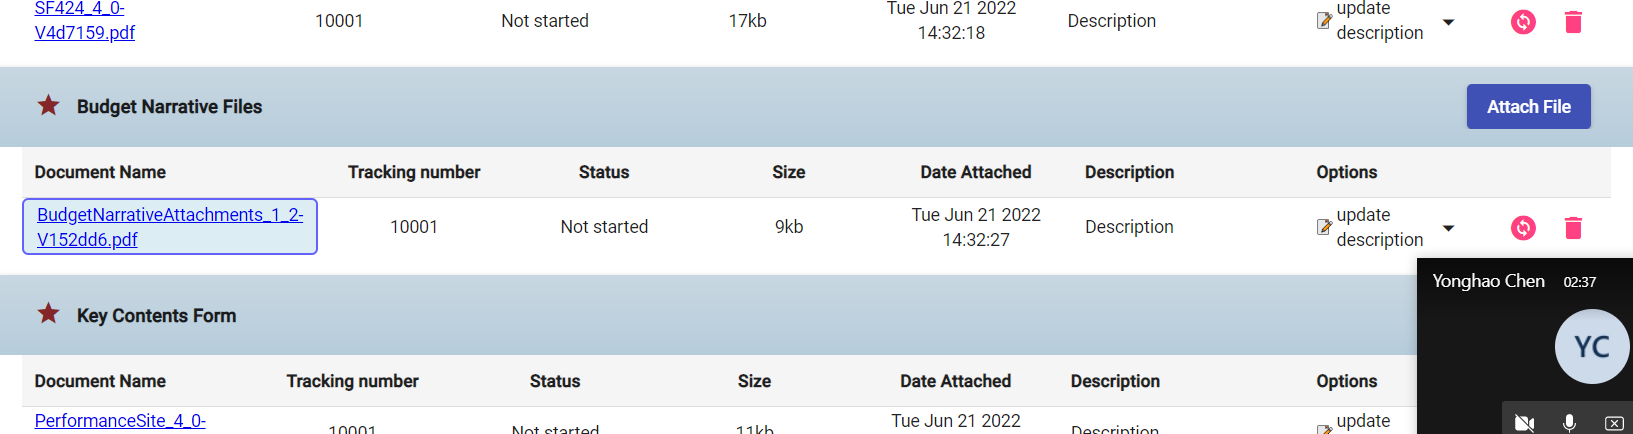 SF424_4_0-
V4d7159.pdf
10001
Not started
17kb
Tue Jun 21 2022
14:32:18
Description
update
description
Budget Narrative Files
Attach File
Document Name Tracking number Status Size Date Attached Description Options
BudgetNarrativeAttachments_1_2-
V152dd6.pdf
10001
Not started
9kb
Tue Jun 21 2022
14:32:27
Description
update
description
Yonghao Chen 02:37
YC
Key Contents Form
Document Name Tracking number Status Size Date Attached Description Options
PerformanceSite_4_0-
10001
Not started
11kb
Tue Jun 21 2022
update